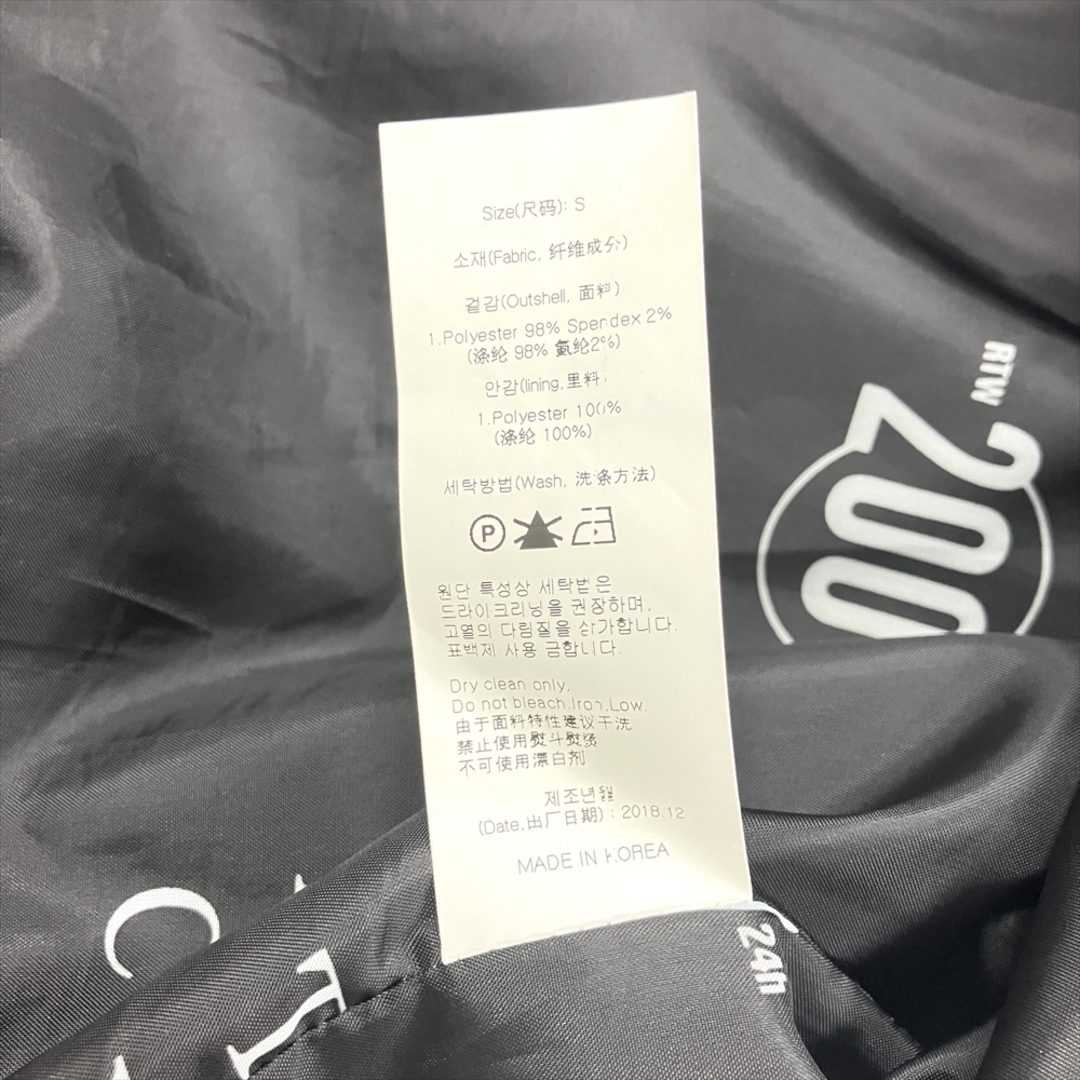 Size(尺码): S
소재(Fabric, 纤维成分)
겉감(Outshell, 面料)
1.Polyester 98% Spendex 2%
(涤纶 98% 氨纶2%)
안감(lining,里料)
1.Polyester 100%
(涤纶 100%)
세탁방법(Wash, 洗涤方法)
P
원단 특성상 세탁법은
드라이크리닝을 권장하며,
고열의 다림질을 삼가합니다.
표백제 사용 금합니다.
Dry clean only,
Do not bleach.Iron,Low.
由于面料特性建议干洗
禁止使用熨斗熨烫
不可使用漂白剂
제조년월
(Date,出厂日期) : 2018.12
MADE IN KOREA
RTW
200
24h
C